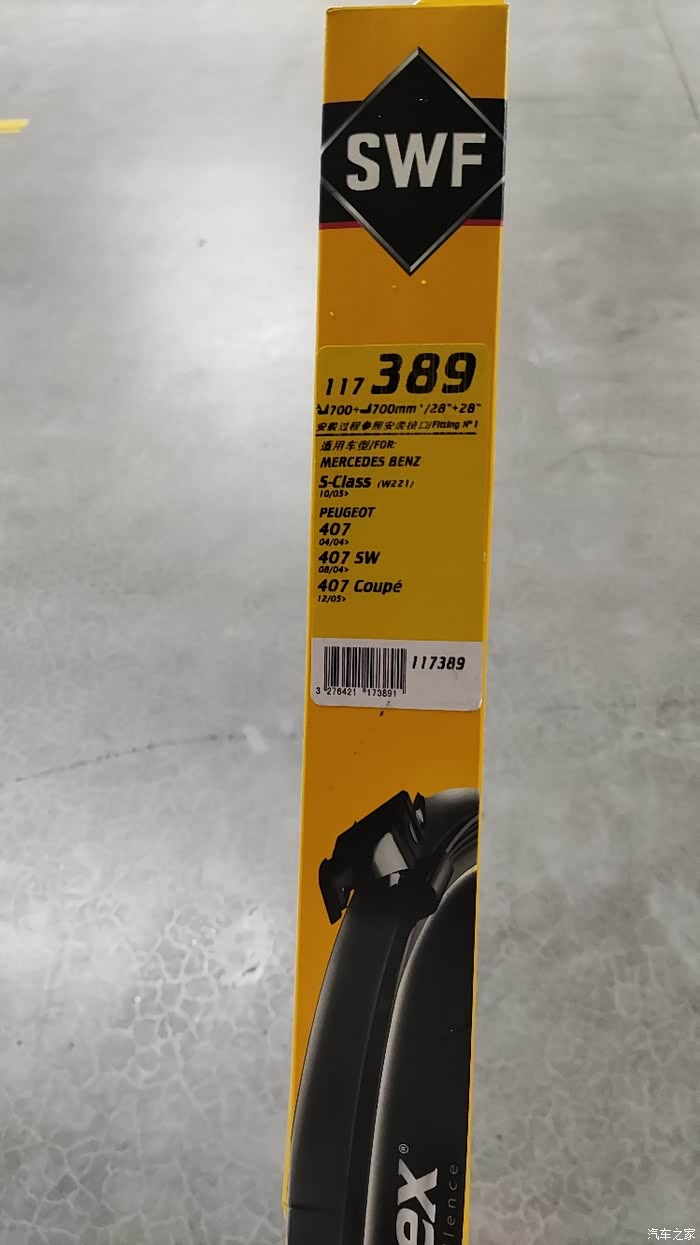 SWF
117 389
700+700mm /28"+28"
安装过程参照安装接口/Fitting N°1
适用车型/FOR:
MERCEDES BENZ
S-Class (W221)
10/05>
PEUGEOT
407
04/04>
407 SW
08/04>
407 Coupé
12/05>
117389
3 276421 173891
ex®
lence
汽车之家